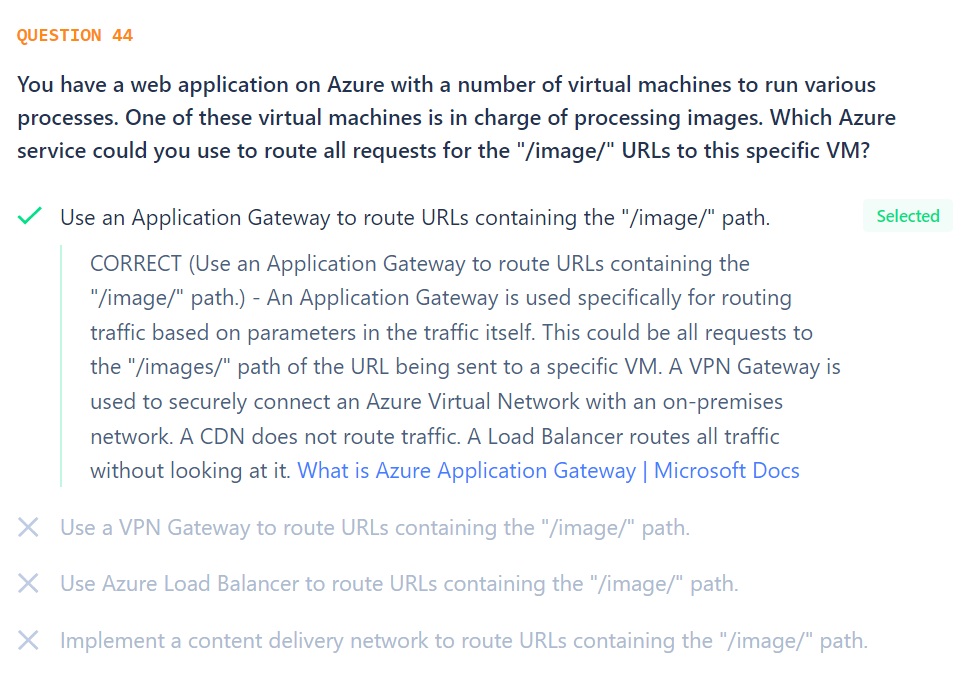 QUESTION 44
You have a web application on Azure with a number of virtual machines to run various
processes. One of these virtual machines is in charge of processing images. Which Azure
service could you use to route all requests for the "/image/" URLs to this specific VM?
Use an Application Gateway to route URLs containing the "/image/" path.
Selected
CORRECT (Use an Application Gateway to route URLs containing the
"/image/" path.) - An Application Gateway is used specifically for routing
traffic based on parameters in the traffic itself. This could be all requests to
the "/images/" path of the URL being sent to a specific VM. A VPN Gateway is
used to securely connect an Azure Virtual Network with an on-premises
network. A CDN does not route traffic. A Load Balancer routes all traffic
without looking at it. What is Azure Application Gateway | Microsoft Docs
Use a VPN Gateway to route URLs containing the "/image/" path.
Use Azure Load Balancer to route URLs containing the "/image/" path.
Implement a content delivery network to route URLs containing the "/image/" path.